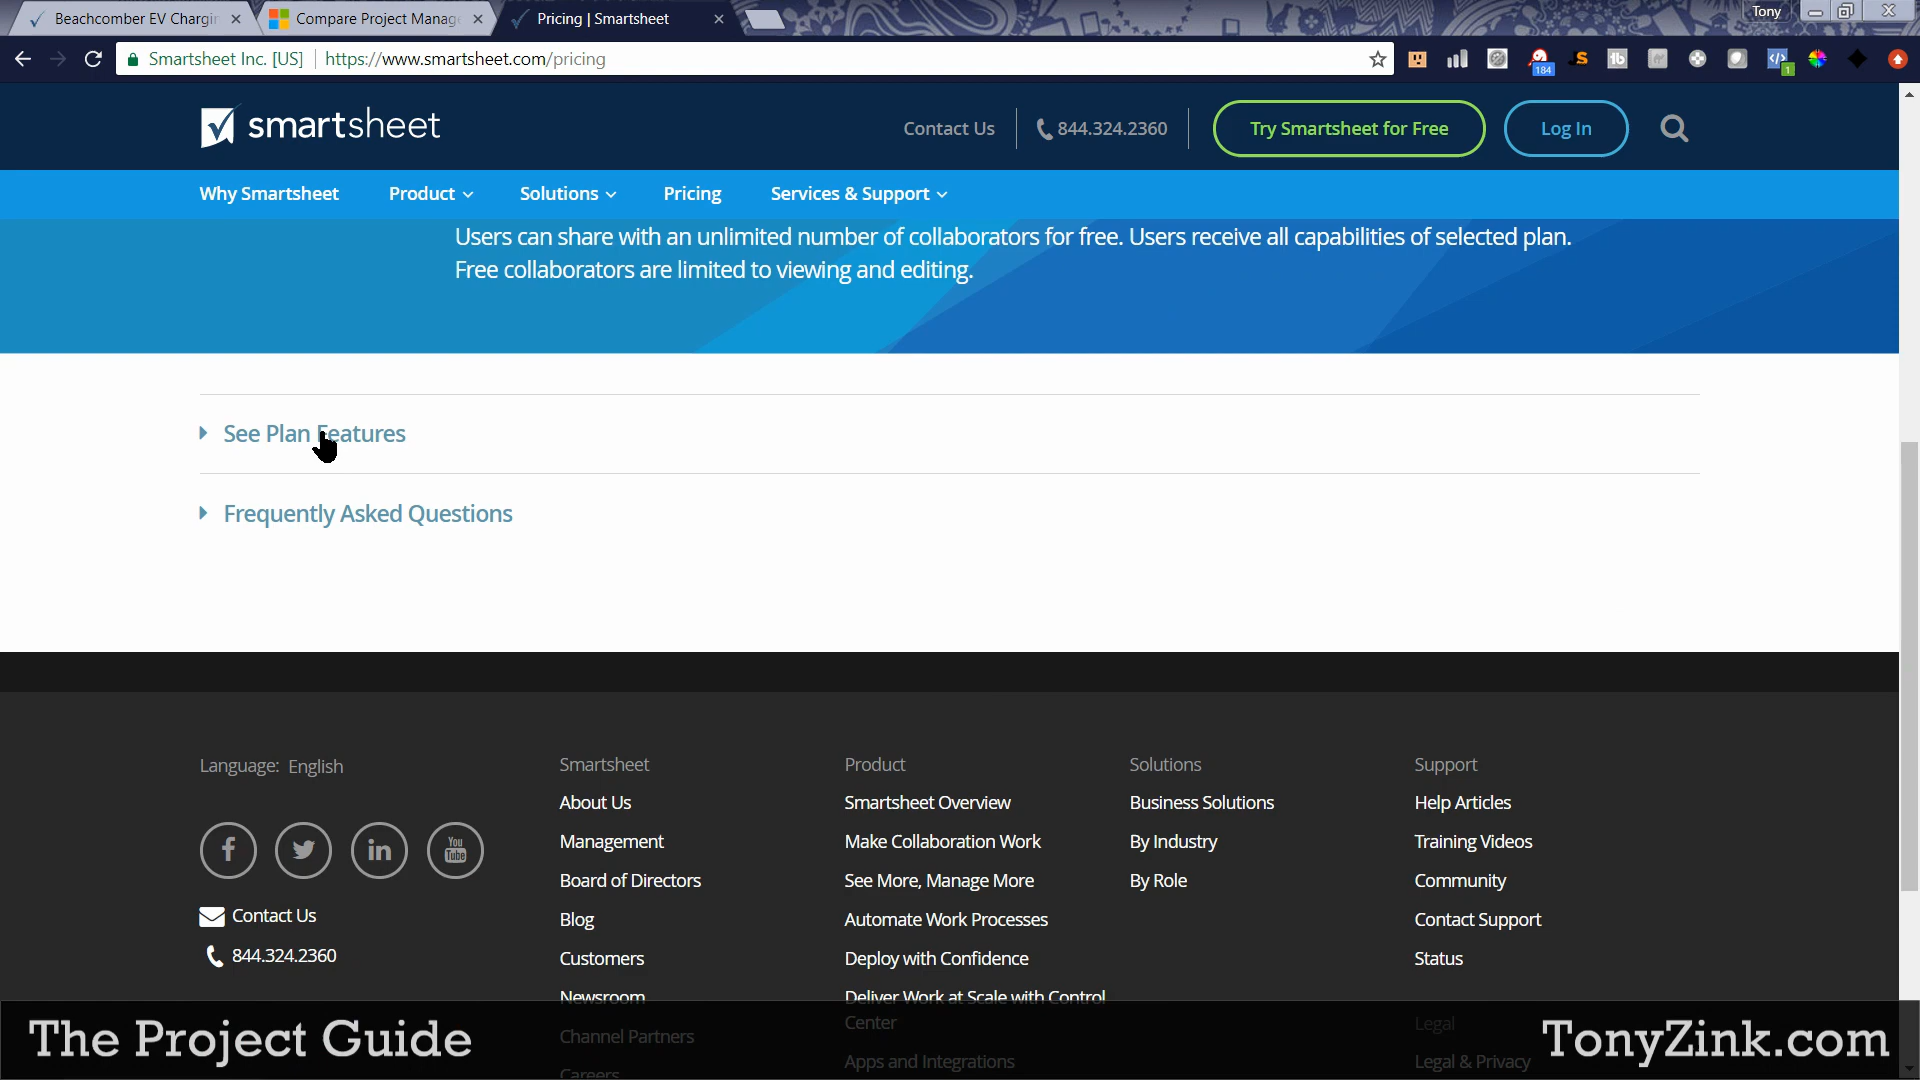 Beachcomber EV Chargin
Compare Project Manag
Pricing | Smartsheet
Tony
Smartsheet Inc. [US]
https://www.smartsheet.com/pricing
184
1
smartsheet
Contact Us
844.324.2360
Try Smartsheet for Free
Log In
Why Smartsheet
Product
Solutions
Pricing
Services & Support
Users can share with an unlimited number of collaborators for free. Users receive all capabilities of selected plan.
Free collaborators are limited to viewing and editing.
See Plan Features
Frequently Asked Questions
Language: English
Contact Us
844.324.2360
Smartsheet
About Us
Management
Board of Directors
Blog
Customers
Newsroom
Channel Partners
Careers
Product
Smartsheet Overview
Make Collaboration Work
See More, Manage More
Automate Work Processes
Deploy with Confidence
Deliver Work at Scale with Control
Center
Apps and Integrations
Solutions
Business Solutions
By Industry
By Role
Support
Help Articles
Training Videos
Community
Contact Support
Status
Legal
Legal & Privacy
You
Tube
The Project Guide
TonyZink.com